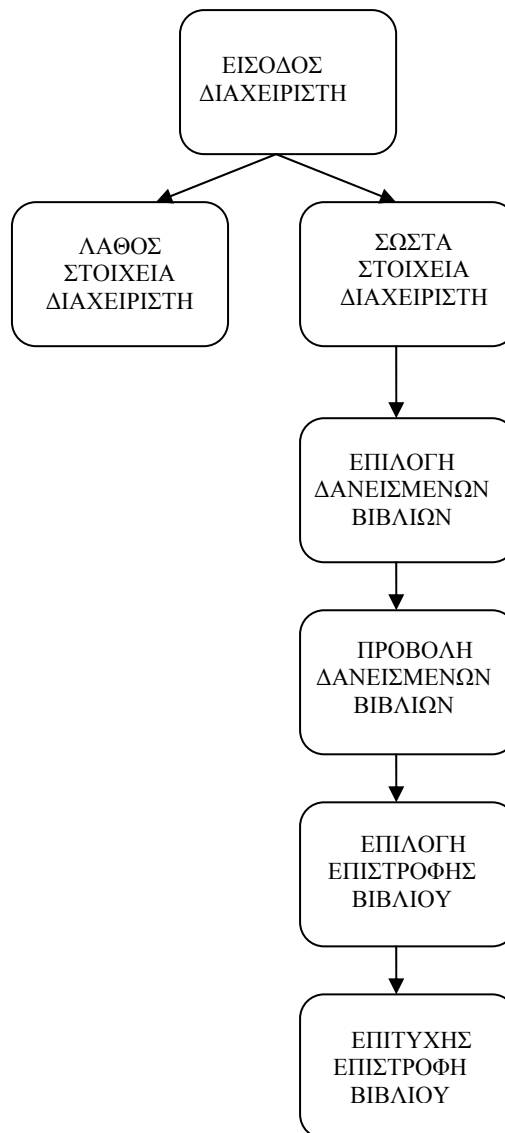 ΕΙΣΟΔΟΣ
ΔΙΑΧΕΙΡΙΣΤΗ
ΛΑΘΟΣ
ΣΤΟΙΧΕΙΑ
ΔΙΑΧΕΙΡΙΣΤΗ
ΣΩΣΤΑ
ΣΤΟΙΧΕΙΑ
ΔΙΑΧΕΙΡΙΣΤΗ
ΕΠΙΛΟΓΗ
ΔΑΝΕΙΣΜΕΝΩΝ
ΒΙΒΛΙΩΝ
ΠΡΟΒΟΛΗ
ΔΑΝΕΙΣΜΕΝΩΝ
ΒΙΒΛΙΩΝ
ΕΠΙΛΟΓΗ
ΕΠΙΣΤΡΟΦΗΣ
ΒΙΒΛΙΟΥ
ΕΠΙΤΥΧΗΣ
ΕΠΙΣΤΡΟΦΗ
ΒΙΒΛΙΟΥ